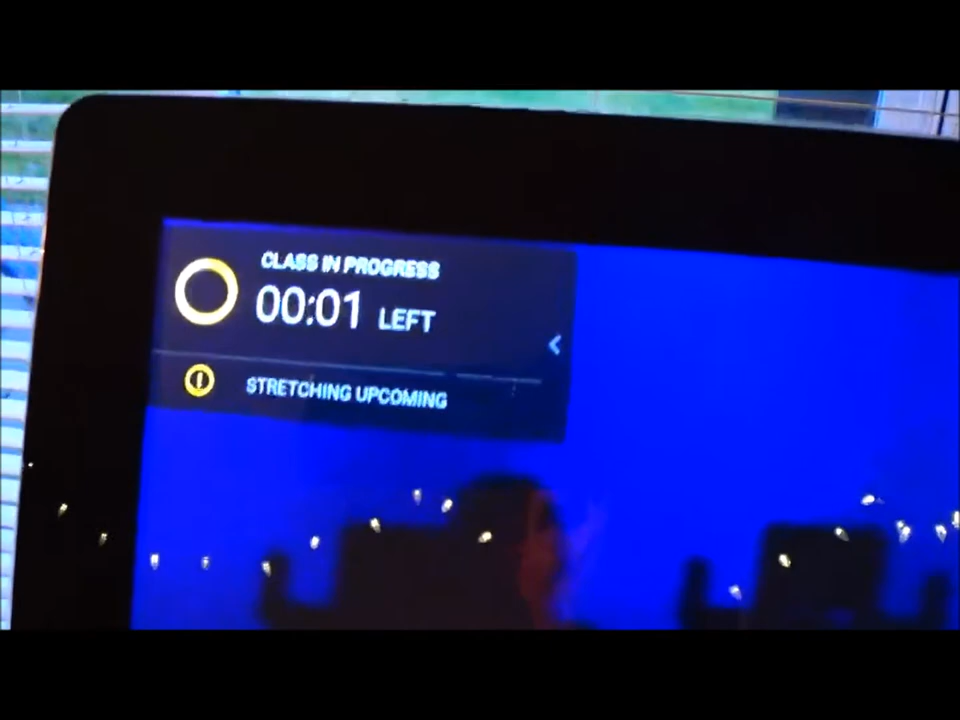 CLASS IN PROGRESS
00:01 LEFT
STRETCHING UPCOMING